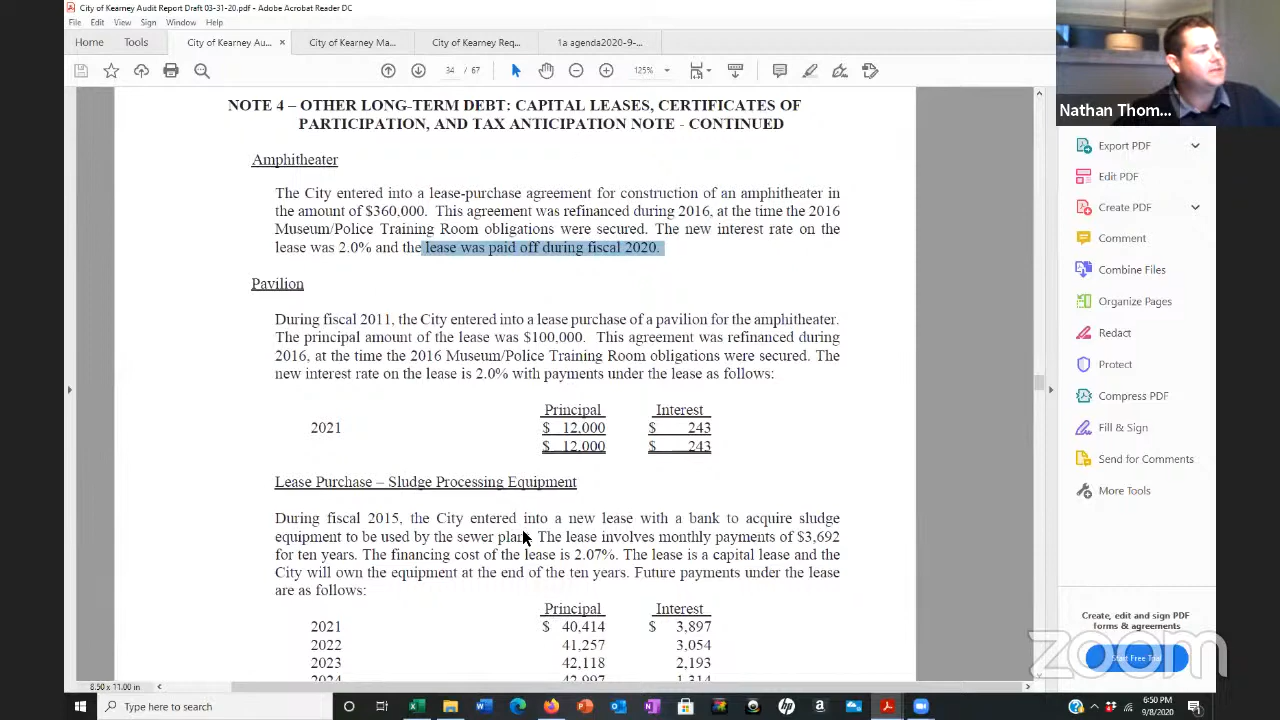 City of Kearney Audit Report Draft 03-31-20.pdf - Adobe Acrobat Reader DC
File Edit View Sign Window Help
Home Tools City of Kearney Au... × City of Kearney Ma... City of Kearney Req... 1a agenda2020-9-...
34 / 67 125%
Nathan Thom...
NOTE 4 – OTHER LONG-TERM DEBT: CAPITAL LEASES, CERTIFICATES OF
PARTICIPATION, AND TAX ANTICIPATION NOTE - CONTINUED
Amphitheater
The City entered into a lease-purchase agreement for construction of an amphitheater in
the amount of $360,000. This agreement was refinanced during 2016, at the time the 2016
Museum/Police Training Room obligations were secured. The new interest rate on the
lease was 2.0% and the lease was paid off during fiscal 2020.
Pavilion
During fiscal 2011, the City entered into a lease purchase of a pavilion for the amphitheater.
The principal amount of the lease was $100,000. This agreement was refinanced during
2016, at the time the 2016 Museum/Police Training Room obligations were secured. The
new interest rate on the lease is 2.0% with payments under the lease as follows:
Principal Interest
2021 $ 12,000 $ 243
$ 12,000 $ 243
Lease Purchase – Sludge Processing Equipment
During fiscal 2015, the City entered into a new lease with a bank to acquire sludge
equipment to be used by the sewer plan The lease involves monthly payments of $3,692
for ten years. The financing cost of the lease is 2.07%. The lease is a capital lease and the
City will own the equipment at the end of the ten years. Future payments under the lease
are as follows:
Principal Interest
2021 $ 40,414 $ 3,897
2022 41,257 3,054
2023 42,118 2,193
2024 42,997 1,314
8.50 x 11.00 in
Export PDF
Edit PDF
Create PDF
Comment
Combine Files
Organize Pages
Redact
Protect
Compress PDF
Fill & Sign
Send for Comments
More Tools
Create, edit and sign PDF
forms & agreements
Start Free Trial
zoom
Type here to search
6:50 PM
9/8/2020